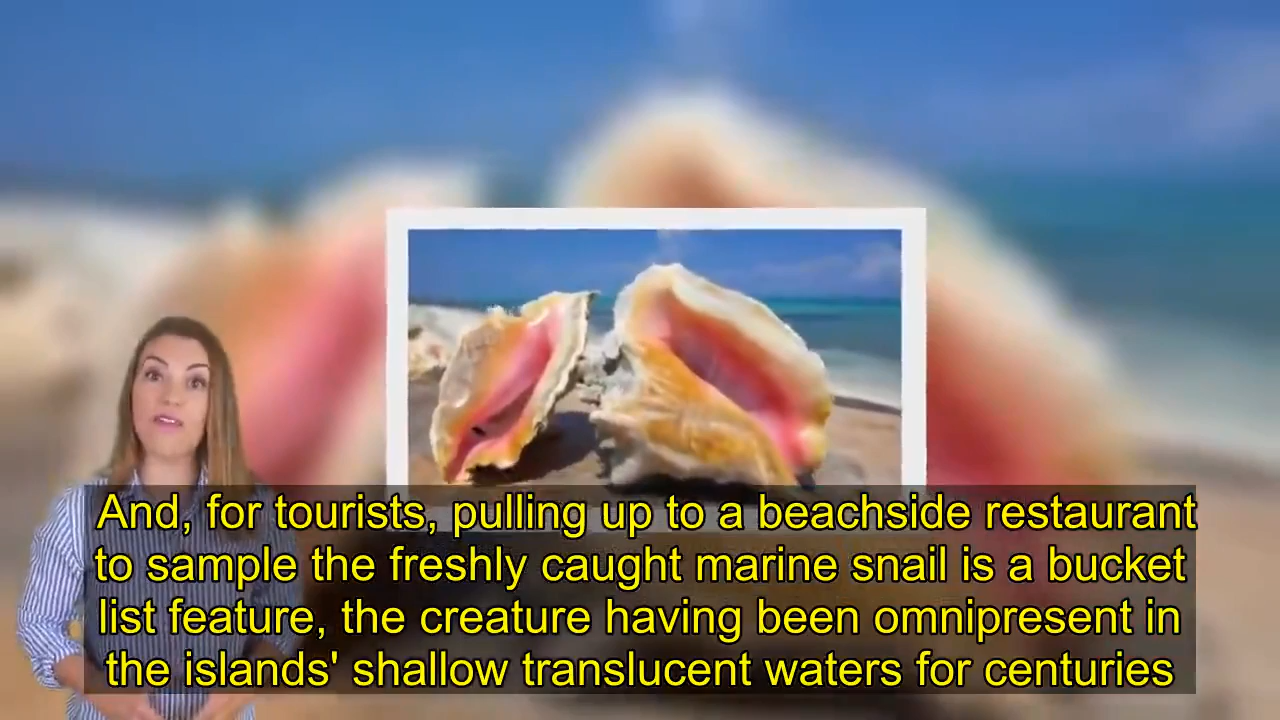 And, for tourists, pulling up to a beachside restaurant
to sample the freshly caught marine snail is a bucket
list feature, the creature having been omnipresent in
the islands' shallow translucent waters for centuries